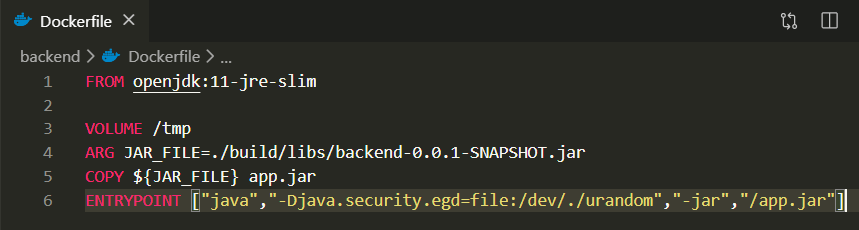 Dockerfile
backend > Dockerfile > ...
1 FROM openjdk:11-jre-slim
2
3 VOLUME /tmp
4 ARG JAR_FILE=./build/libs/backend-0.0.1-SNAPSHOT.jar
5 COPY ${JAR_FILE} app.jar
6 ENTRYPOINT ["java","-Djava.security.egd=file:/dev/./urandom","-jar","/app.jar"]